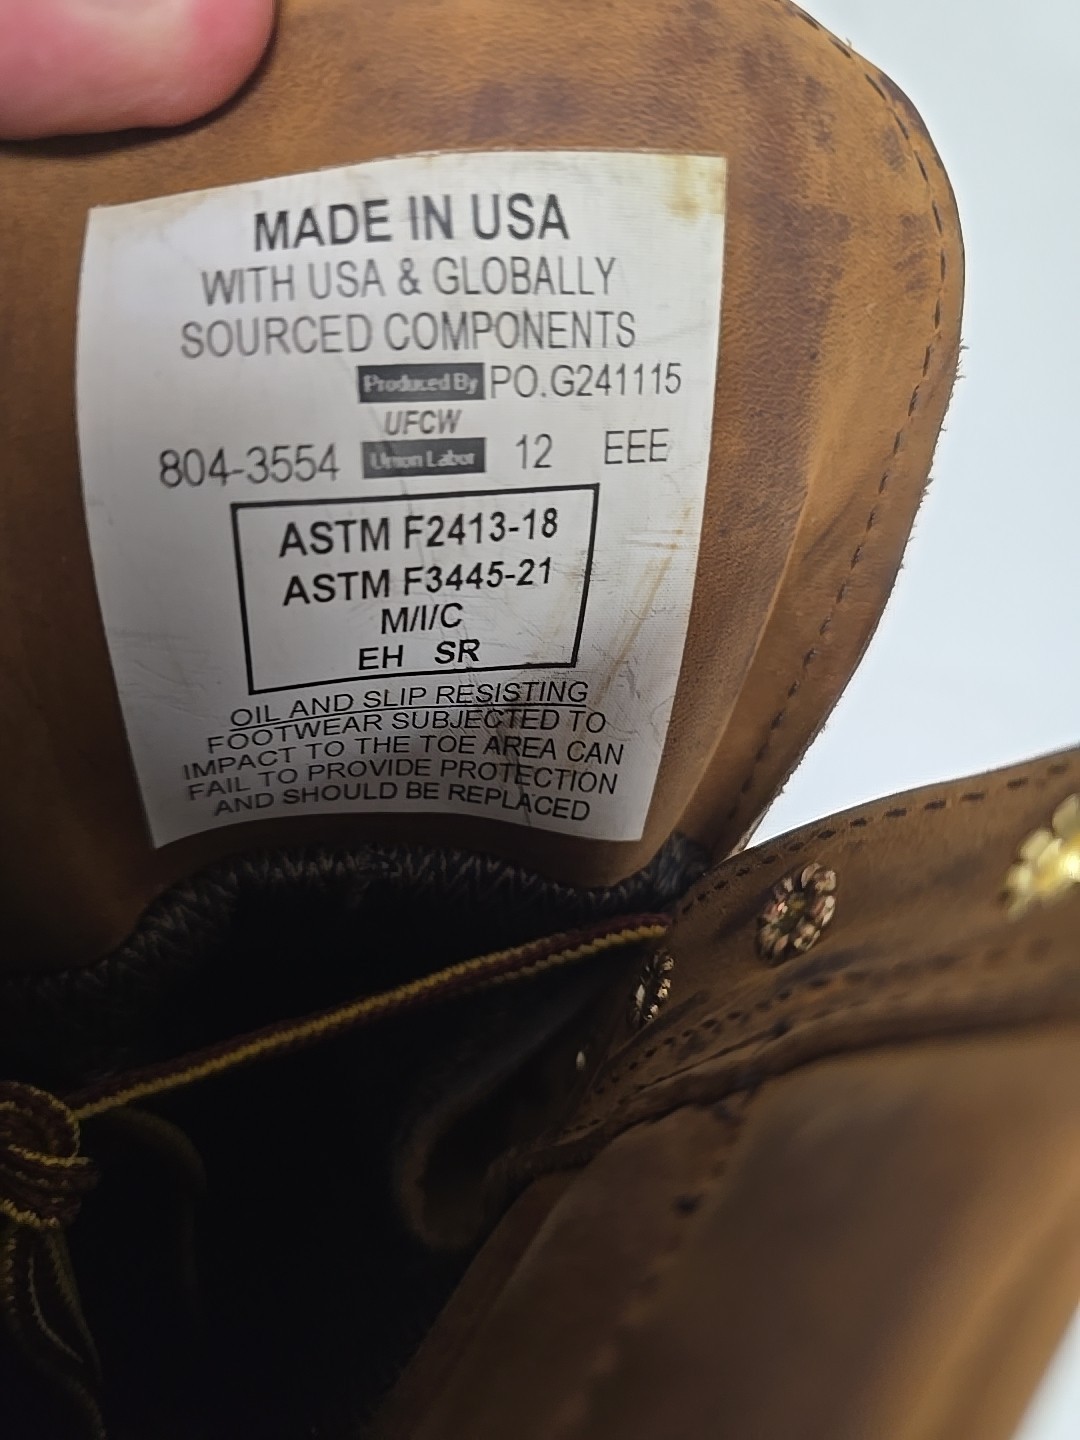 MADE IN USA
WITH USA & GLOBALLY
SOURCED COMPONENTS
Produced By PO.G241115
UFCW
804-3554 Union Labor 12 EEE
ASTM F2413-18
ASTM F3445-21
M/I/C
EH SR
OIL AND SLIP RESISTING
FOOTWEAR SUBJECTED TO
IMPACT TO THE TOE AREA CAN
FAIL TO PROVIDE PROTECTION
AND SHOULD BE REPLACED